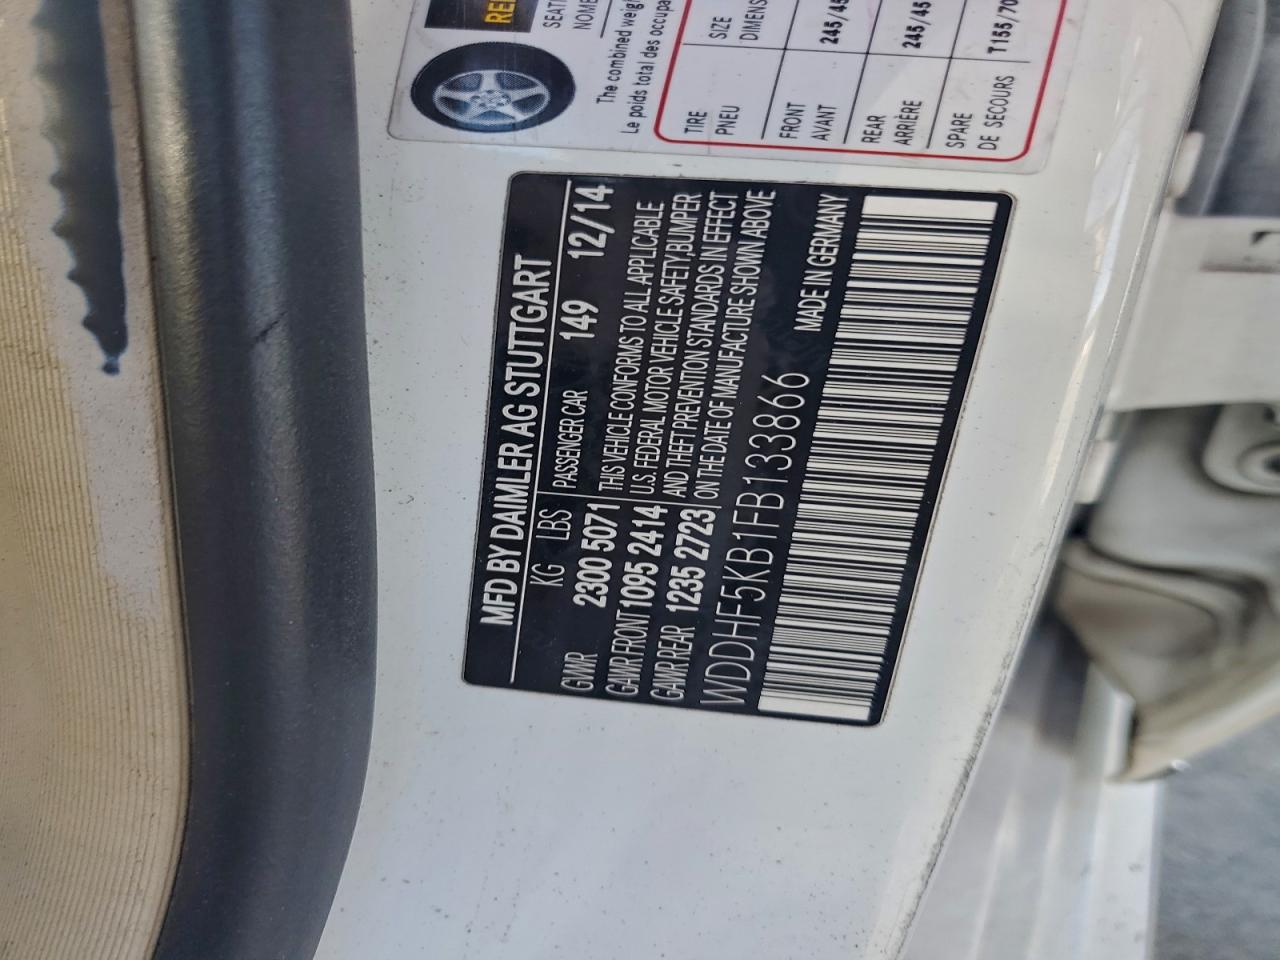 SIZE
DIMENS
The combined weigh
Le poids total des occupa
TIRE
PNEU
FRONT
AVANT
245/45
REAR
ARRIÈRE
245/45
SPARE
DE SECOURS
T155/70
MFD BY DAIMLER AG STUTTGART
KG LBS PASSENGER CAR 149 12/14
GVWR 2300 5071 THIS VEHICLE CONFORMS TO ALL APPLICABLE
GAWR FRONT 1095 2414 U.S. FEDERAL MOTOR VEHICLE SAFETY,BUMPER
GAWR REAR 1235 2723 AND THEFT PREVENTION STANDARDS IN EFFECT
ON THE DATE OF MANUFACTURE SHOWN ABOVE
WDDHF5KB1FB133866 MADE IN GERMANY